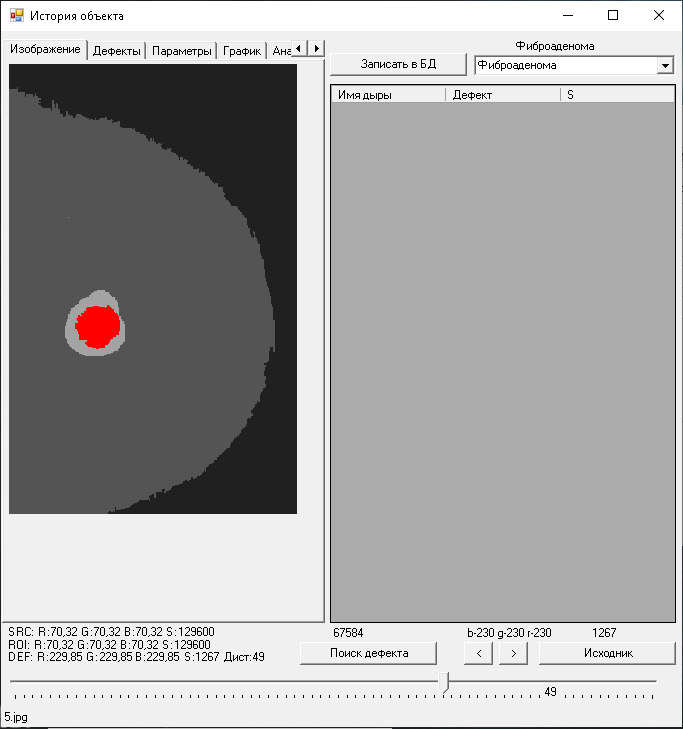 История объекта
Изображение Дефекты Параметры График Ана
Фиброаденома
Записать в БД Фиброаденома
Имя дыры Дефект S
SRC: R:70,32 G:70,32 B:70,32 S:129600
ROI: R:70,32 G:70,32 B:70,32 S:129600
DEF: R:229,85 G:229,85 B:229,85 S:1267 Дист:49
67584 b-230 g-230 r-230 1267
Поиск дефекта < > Исходник
49
5.jpg